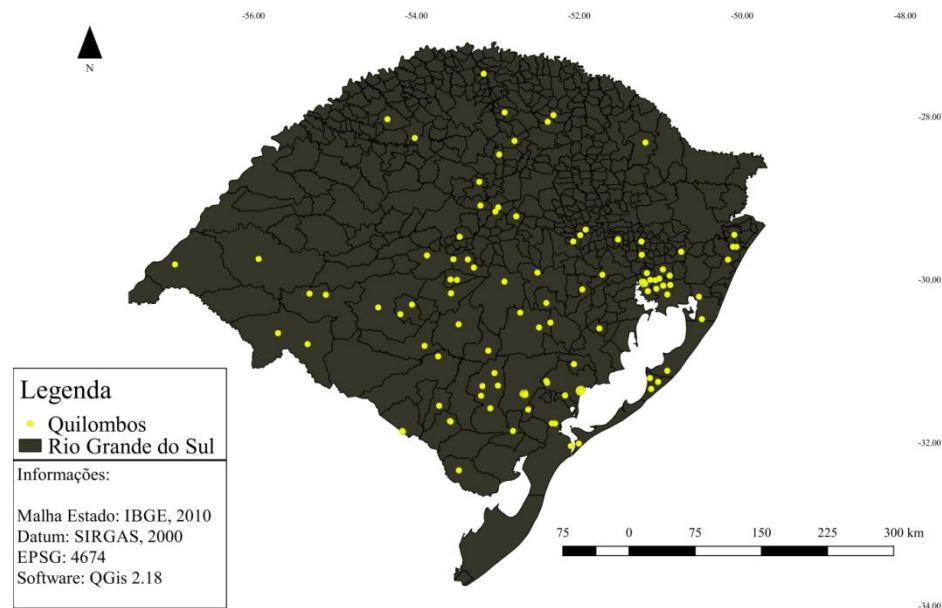 -56.00
-54.00
-52.00
-50.00
-48.00
N
-28.00
-30.00
-32.00
-34.00
Legenda
Quilombos
Rio Grande do Sul
Informações:
Malha Estado: IBGE, 2010
Datum: SIRGAS, 2000
EPSG: 4674
Software: QGis 2.18
75 0 75 150 225 300 km